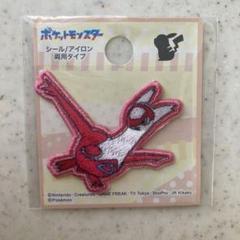 ポケットモンスター
シール/アイロン
両用タイプ
©Nintendo・Creatures・GAME FREAK・TV Tokyo・ShoPro・JR Kikaku
©Pokémon